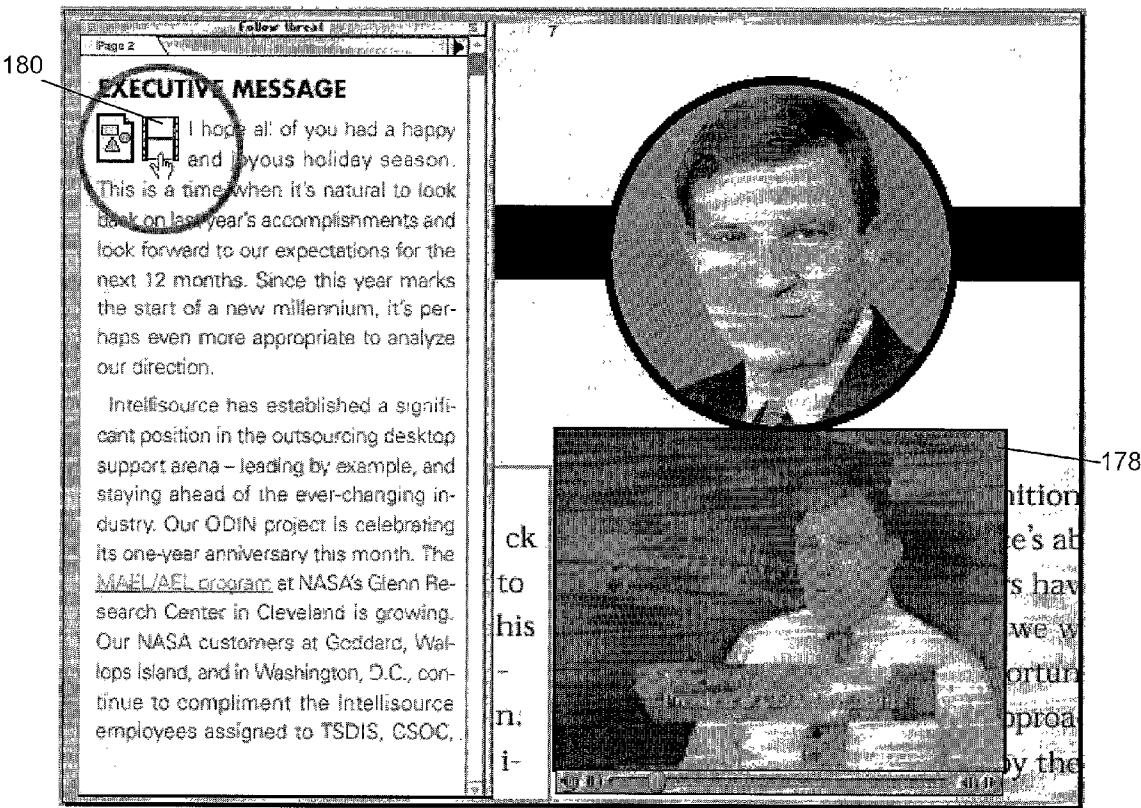 Follow threat
Page 2
7
180
EXECUTIVE MESSAGE
I hope all of you had a happy
and joyous holiday season.
This is a time when it's natural to look
back on last year's accomplishments and
look forward to our expectations for the
next 12 months. Since this year marks
the start of a new millennium, it's per-
haps even more appropriate to analyze
our direction.
Intellisource has established a signifi-
cant position in the outsourcing desktop
support arena – leading by example, and
staying ahead of the ever-changing in-
dustry. Our ODIN project is celebrating
its one-year anniversary this month. The
MAEL/AEL program at NASA's Glenn Re-
search Center in Cleveland is growing.
Our NASA customers at Goddard, Wal-
lops Island, and in Washington, D.C., con-
tinue to compliment the Intellisource
employees assigned to TSDIS, CSOC,
178
ck
to
his
-
n,
i-
nition
te's ab
rs hav
we w
ortun
pproa
by the